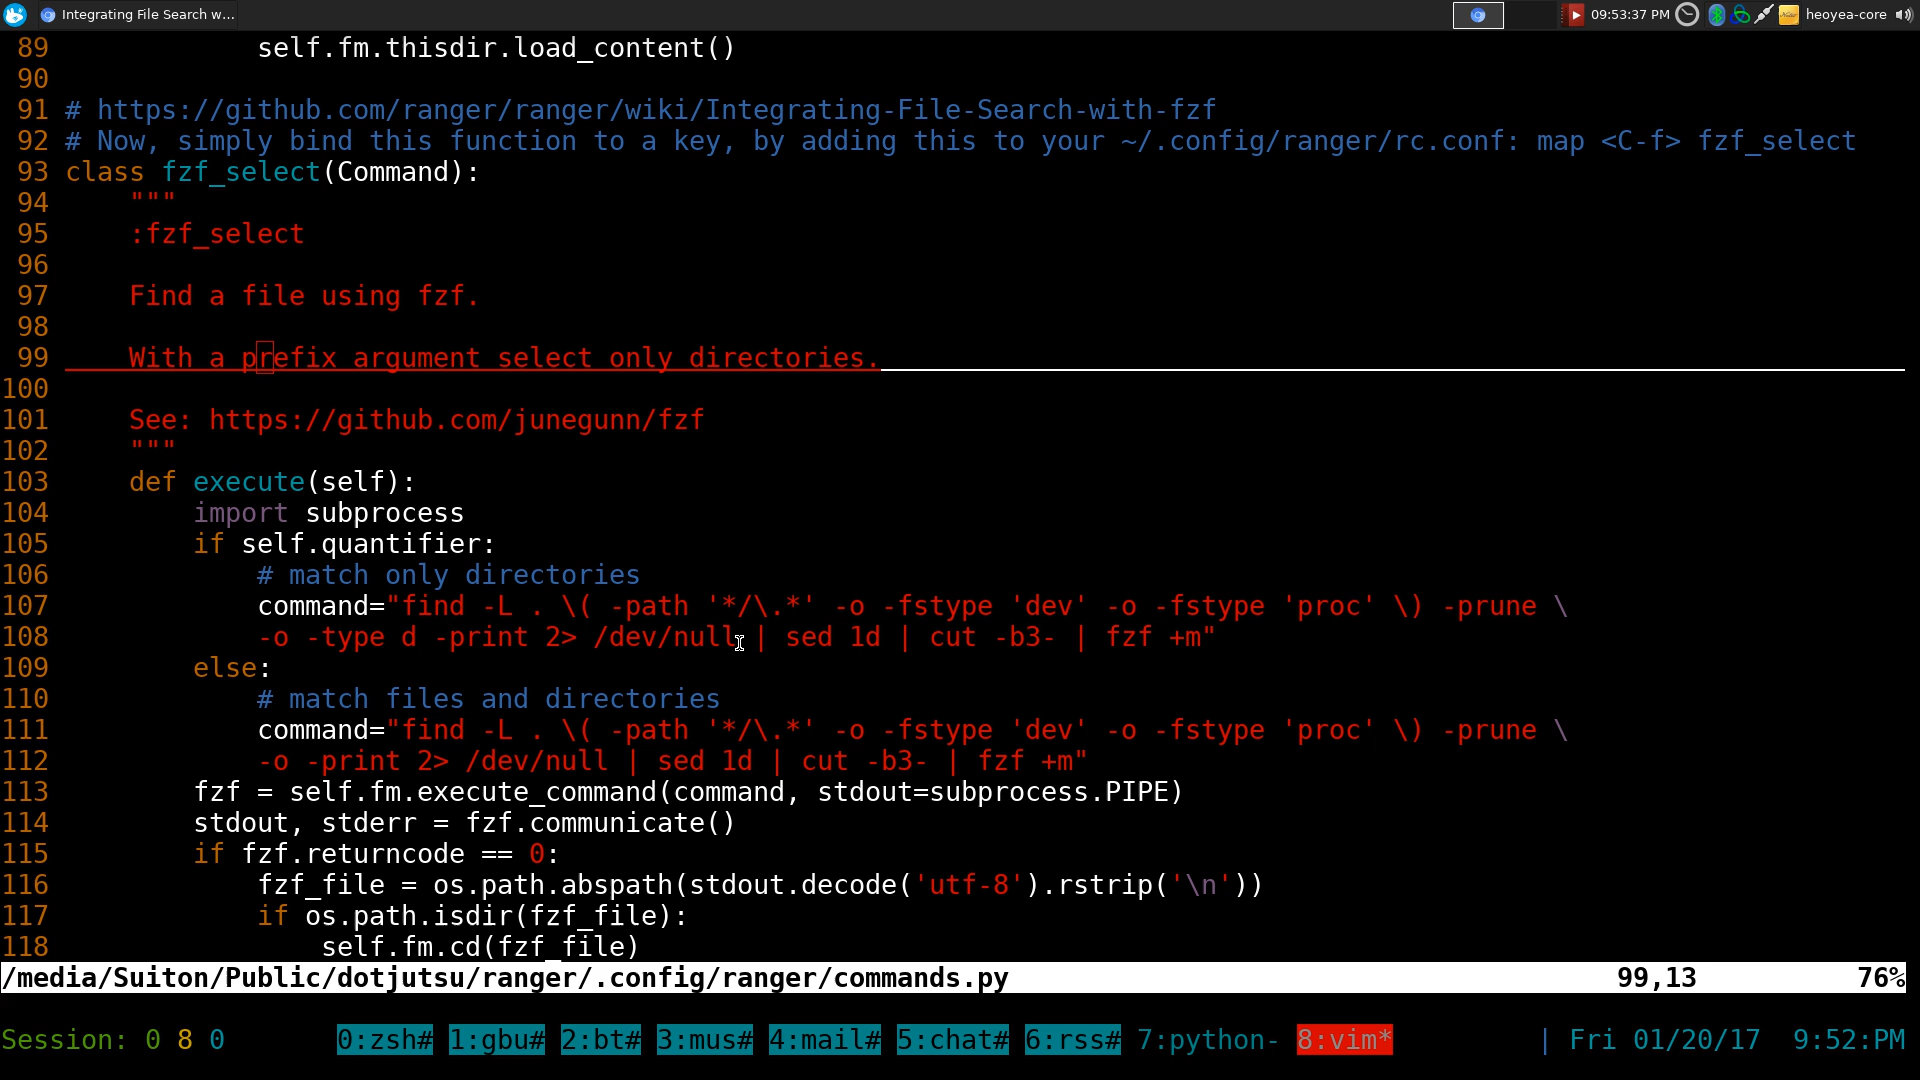 Integrating File Search w...
09:53:37 PM
heoyea-core
89 self.fm.thisdir.load_content()
90
91 # https://github.com/ranger/ranger/wiki/Integrating-File-Search-with-fzf
92 # Now, simply bind this function to a key, by adding this to your ~/.config/ranger/rc.conf: map <C-f> fzf_select
93 class fzf_select(Command):
94     """
95     :fzf_select
96
97     Find a file using fzf.
98
99     With a prefix argument select only directories.
100
101     See: https://github.com/junegunn/fzf
102     """
103     def execute(self):
104         import subprocess
105         if self.quantifier:
106             # match only directories
107             command="find -L . \( -path '*/\.*' -o -fstype 'dev' -o -fstype 'proc' \) -prune \
108             -o -type d -print 2> /dev/null | sed 1d | cut -b3- | fzf +m"
109         else:
110             # match files and directories
111             command="find -L . \( -path '*/\.*' -o -fstype 'dev' -o -fstype 'proc' \) -prune \
112             -o -print 2> /dev/null | sed 1d | cut -b3- | fzf +m"
113         fzf = self.fm.execute_command(command, stdout=subprocess.PIPE)
114         stdout, stderr = fzf.communicate()
115         if fzf.returncode == 0:
116             fzf_file = os.path.abspath(stdout.decode('utf-8').rstrip('\n'))
117             if os.path.isdir(fzf_file):
118                 self.fm.cd(fzf_file)
/media/Suiton/Public/dotjutsu/ranger/.config/ranger/commands.py 99,13 76%
Session: 0 8 0 0:zsh# 1:gbu# 2:bt# 3:mus# 4:mail# 5:chat# 6:rss# 7:python- 8:vim* | Fri 01/20/17 9:52:PM